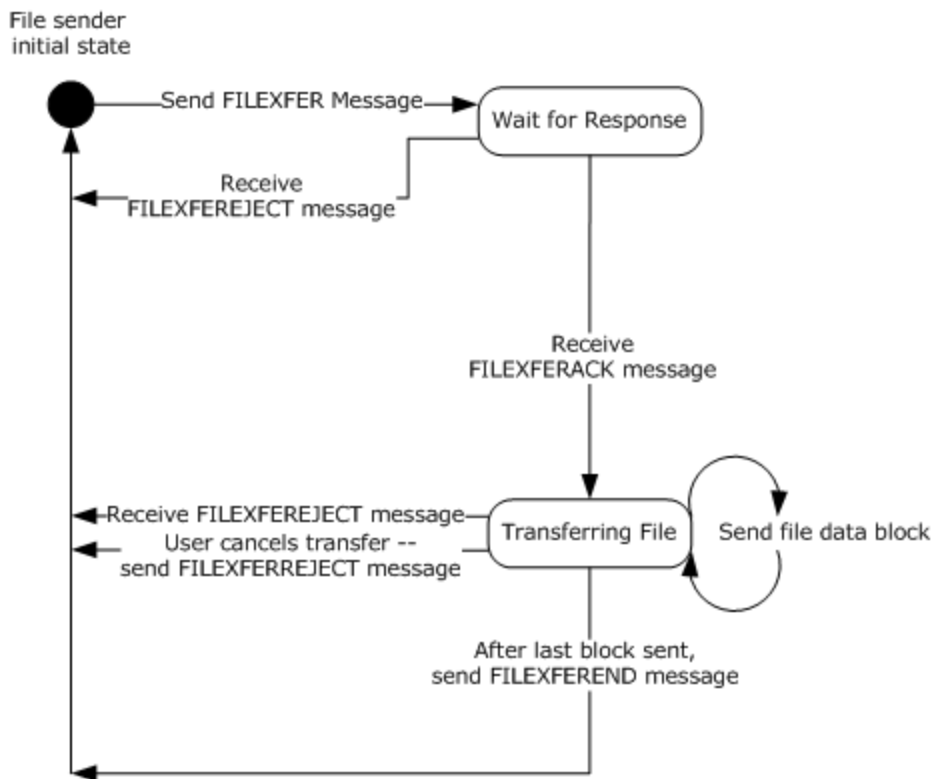 File sender
initial state
Send FILEXFER Message
Wait for Response
Receive
FILEXFEREJECT message
Receive
FILEXFERACK message
Receive FILEXFEREJECT message
User cancels transfer --
send FILEXFERREJECT message
Transferring File
Send file data block
After last block sent,
send FILEXFEREND message